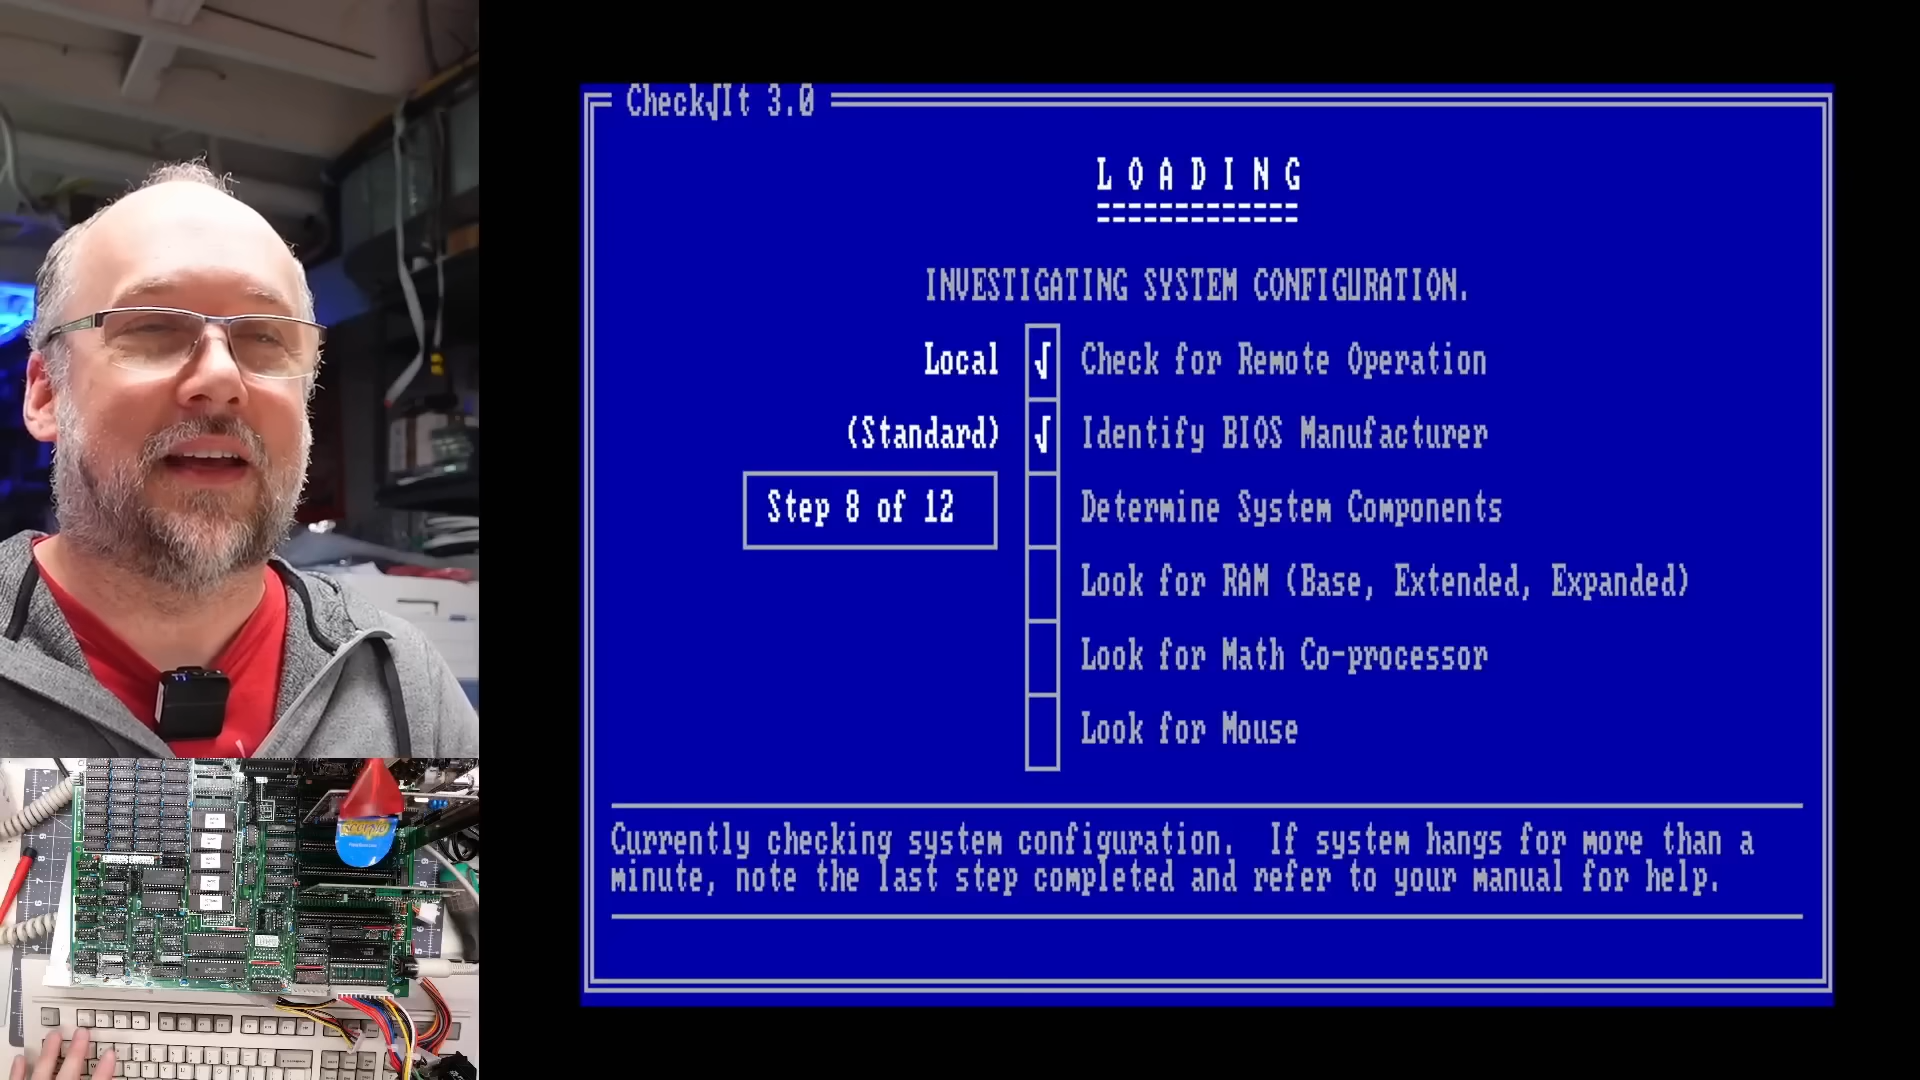 Check√It 3.0
LOADING
============
INVESTIGATING SYSTEM CONFIGURATION.
Local √ Check for Remote Operation
(Standard) √ Identify BIOS Manufacturer
Step 8 of 12 Determine System Components
Look for RAM (Base, Extended, Expanded)
Look for Math Co-processor
Look for Mouse
Currently checking system configuration. If system hangs for more than a
minute, note the last step completed and refer to your manual for help.